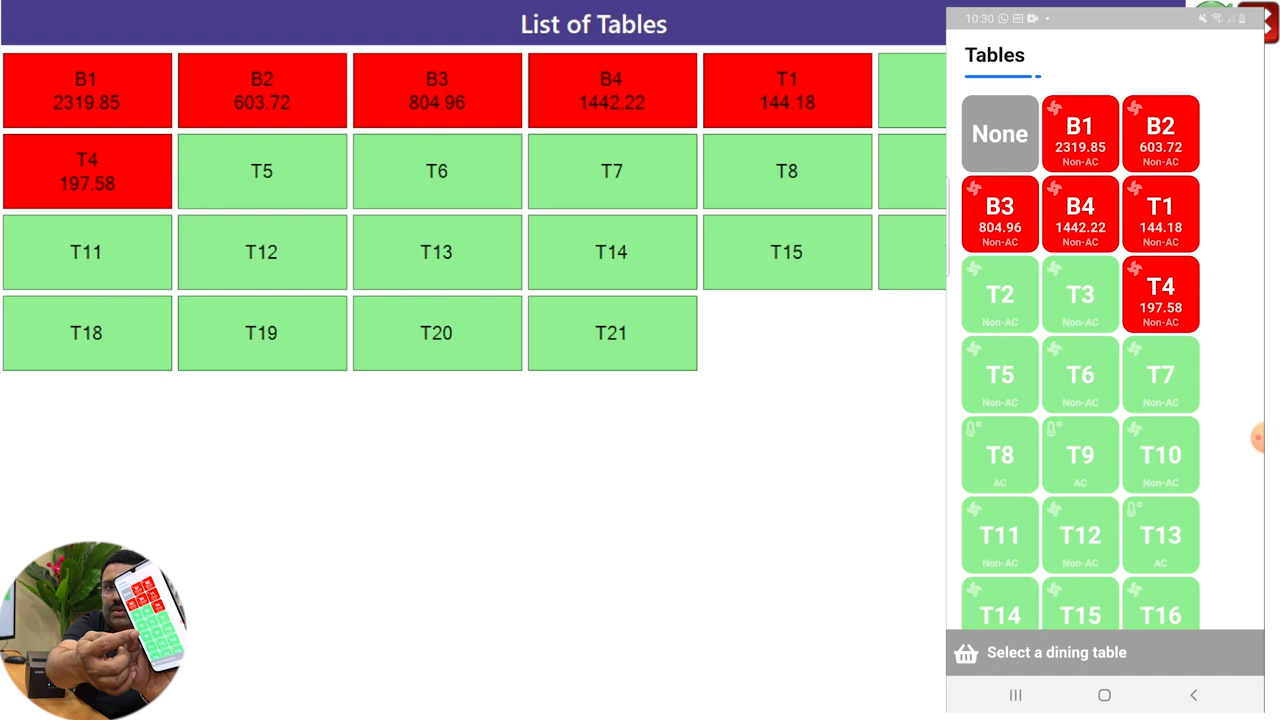 List of Tables
B1
2319.85
B2
603.72
B3
804.96
B4
1442.22
T1
144.18
T4
197.58
T5
T6
T7
T8
T11
T12
T13
T14
T15
T18
T19
T20
T21
10:30
Tables
None
B1
2319.85
Non-AC
B2
603.72
Non-AC
B3
804.96
Non-AC
B4
1442.22
Non-AC
T1
144.18
Non-AC
T2
Non-AC
T3
Non-AC
T4
197.58
Non-AC
T5
Non-AC
T6
Non-AC
T7
Non-AC
T8
AC
T9
AC
T10
Non-AC
T11
Non-AC
T12
Non-AC
T13
AC
T14
T15
T16
Select a dining table